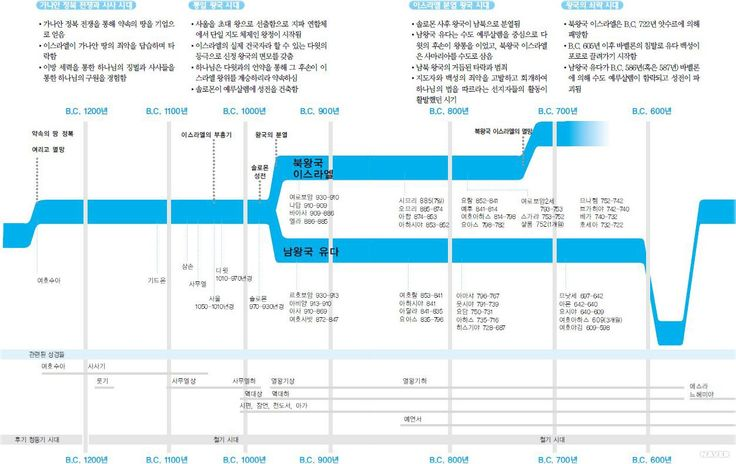 가나안 정복 전쟁과 사사 시대
• 가나안 정복 전쟁을 통해 약속의 땅을 기업으
로 얻음
• 이스라엘이 가나안 땅의 죄악을 답습하며 타
락함
• 이방 세력을 통한 하나님의 징벌과 사사들을
통한 하나님의 구원을 경험함
통일 왕국 시대
• 사울을 초대 왕으로 선출함으로 지파 연합체
에서 단일 지도 체제인 왕정이 시작됨
• 이스라엘의 실제 건국자라 할 수 있는 다윗의
등극으로 신정 왕국의 면모를 갖춤
• 하나님은 다윗과의 언약을 통해 그 후손이 이
스라엘 왕위를 계승하리라 약속하심
• 솔로몬이 예루살렘에 성전을 건축함
이스라엘 분열 왕국 시대
• 솔로몬 사후 왕국이 남북으로 분열됨
• 남왕국 유다는 수도 예루살렘을 중심으로 다
윗의 후손이 왕통을 이었고, 북왕국 이스라엘
은 사마리아를 수도로 삼음
• 남북 왕국의 거듭된 타락과 범죄
• 지도자와 백성의 죄악을 고발하고 회개하여
하나님의 법을 따르라는 선지자들의 활동이
활발했던 시기
왕국의 쇠락 시대
• 북왕국 이스라엘은 B.C. 722년 앗수르에 의해
패망함
• B.C. 605년 이후 바벨론의 침략로 유다 백성이
포로로 끌려가기 시작함
• 남왕국 유다가 B.C. 586년(혹은 587년) 바벨론
에 의해 수도 예루살렘이 함락되고 성전이 파
괴됨
B.C. 1200년 B.C. 1100년 B.C. 1000년 B.C. 900년 B.C. 800년 B.C. 700년 B.C. 600년
약속의 땅 정복
여리고 멸망
이스라엘의 부흥기
왕국의 분열
솔로몬
성전
북왕국 이스라엘의 멸망
북왕국
이스라엘
여로보암 930-910
나답 910-909
바아사 909-886
엘라 886-885
시므리 885(7일)
오므리 885-874
아합 874-853
아하시야 853-852
요람 852-841
예후 841-814
여호아하스 814-798
요아스 798-782
여로보암2세
793-753
스가랴 753-752
살룸 752(1개월)
므나헴 752-742
브가히야 742-740
베가 740-732
호세아 732-722
남왕국 유다
여호수아
기드온
삼손
사무엘
다윗
1010-970년경
사울
1050-1010년경
솔로몬
970-930년경
르호보암 930-913
아비얌 913-910
아사 910-869
여호사밧 872-847
여호람 853-841
아하시야 841
아달랴 841-835
요아스 835-796
아마샤 796-767
웃시야 791-739
요담 750-731
아하스 735-716
히스기야 728-687
므낫세 697-642
아몬 642-640
요시야 640-609
여호아하스 609(3개월)
여호야김 609-598
관련된 성경들
여호수아
사사기
룻기
사무엘상
사무엘하
열왕기상
열왕기하
역대상
역대하
시편, 잠언, 전도서, 아가
예언서
에스라
느헤미야
후기 청동기 시대
철기 시대
철기 시대
B.C. 1200년 B.C. 1100년 B.C. 1000년 B.C. 900년 B.C. 800년 B.C. 700년 B.C. 600년
NAVER